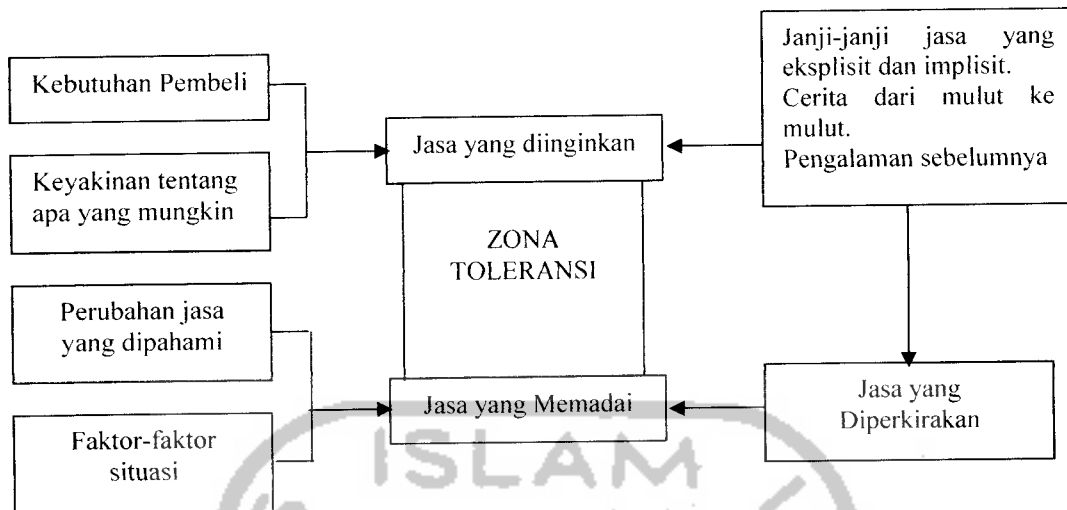 Kebutuhan Pembeli
Keyakinan tentang
apa yang mungkin
Perubahan jasa
yang dipahami
Faktor-faktor
situasi
Jasa yang diinginkan
ZONA
TOLERANSI
Jasa yang Memadai
Janji-janji jasa yang
eksplisit dan implisit.
Cerita dari mulut ke
mulut.
Pengalaman sebelumnya
Jasa yang
Diperkirakan
ISLAM